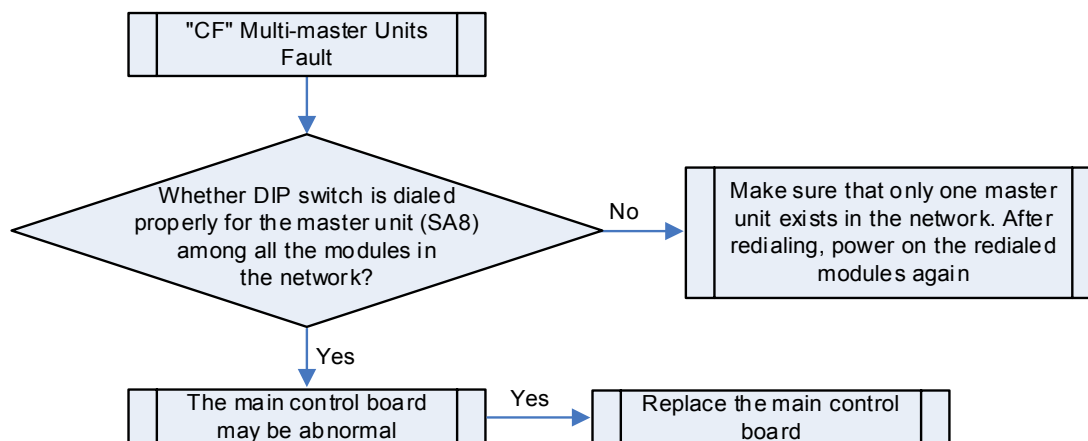 "CF" Multi-master Units
Fault
Whether DIP switch is dialed
properly for the master unit (SA8)
among all the modules in
the network?
No
Make sure that only one master
unit exists in the network. After
redialing, power on the redialed
modules again
Yes
The main control board
may be abnormal
Yes
Replace the main control
board